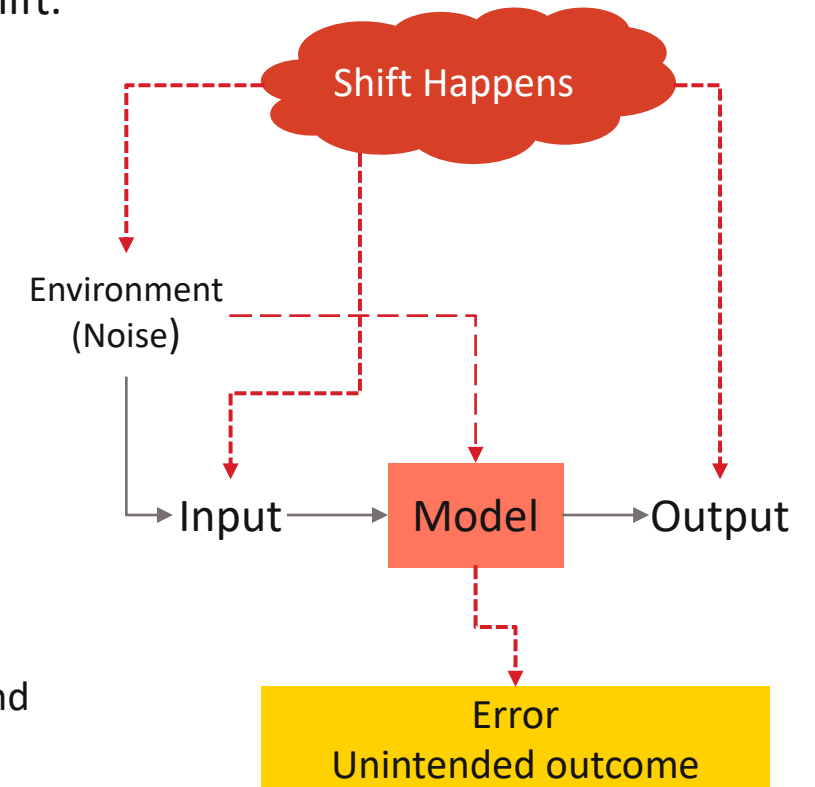 Shift Happens
Environment
(Noise)
Input
Model
Output
Error
Unintended outcome